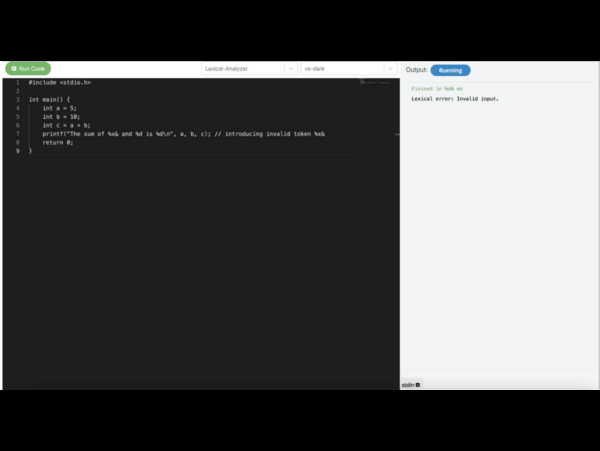 Run Code
Lexical-Analyzer
vs-dark
Output:
Running
1 #include <stdio.h>
2
3 int main() {
4 int a = 5;
5 int b = 10;
6 int c = a + b;
7 printf("The sum of %x& and %d is %d\n", a, b, c); // introducing invalid token %x&
8 return 0;
9 }
Finised in NaN ms
Lexical error: Invalid input.
stdin